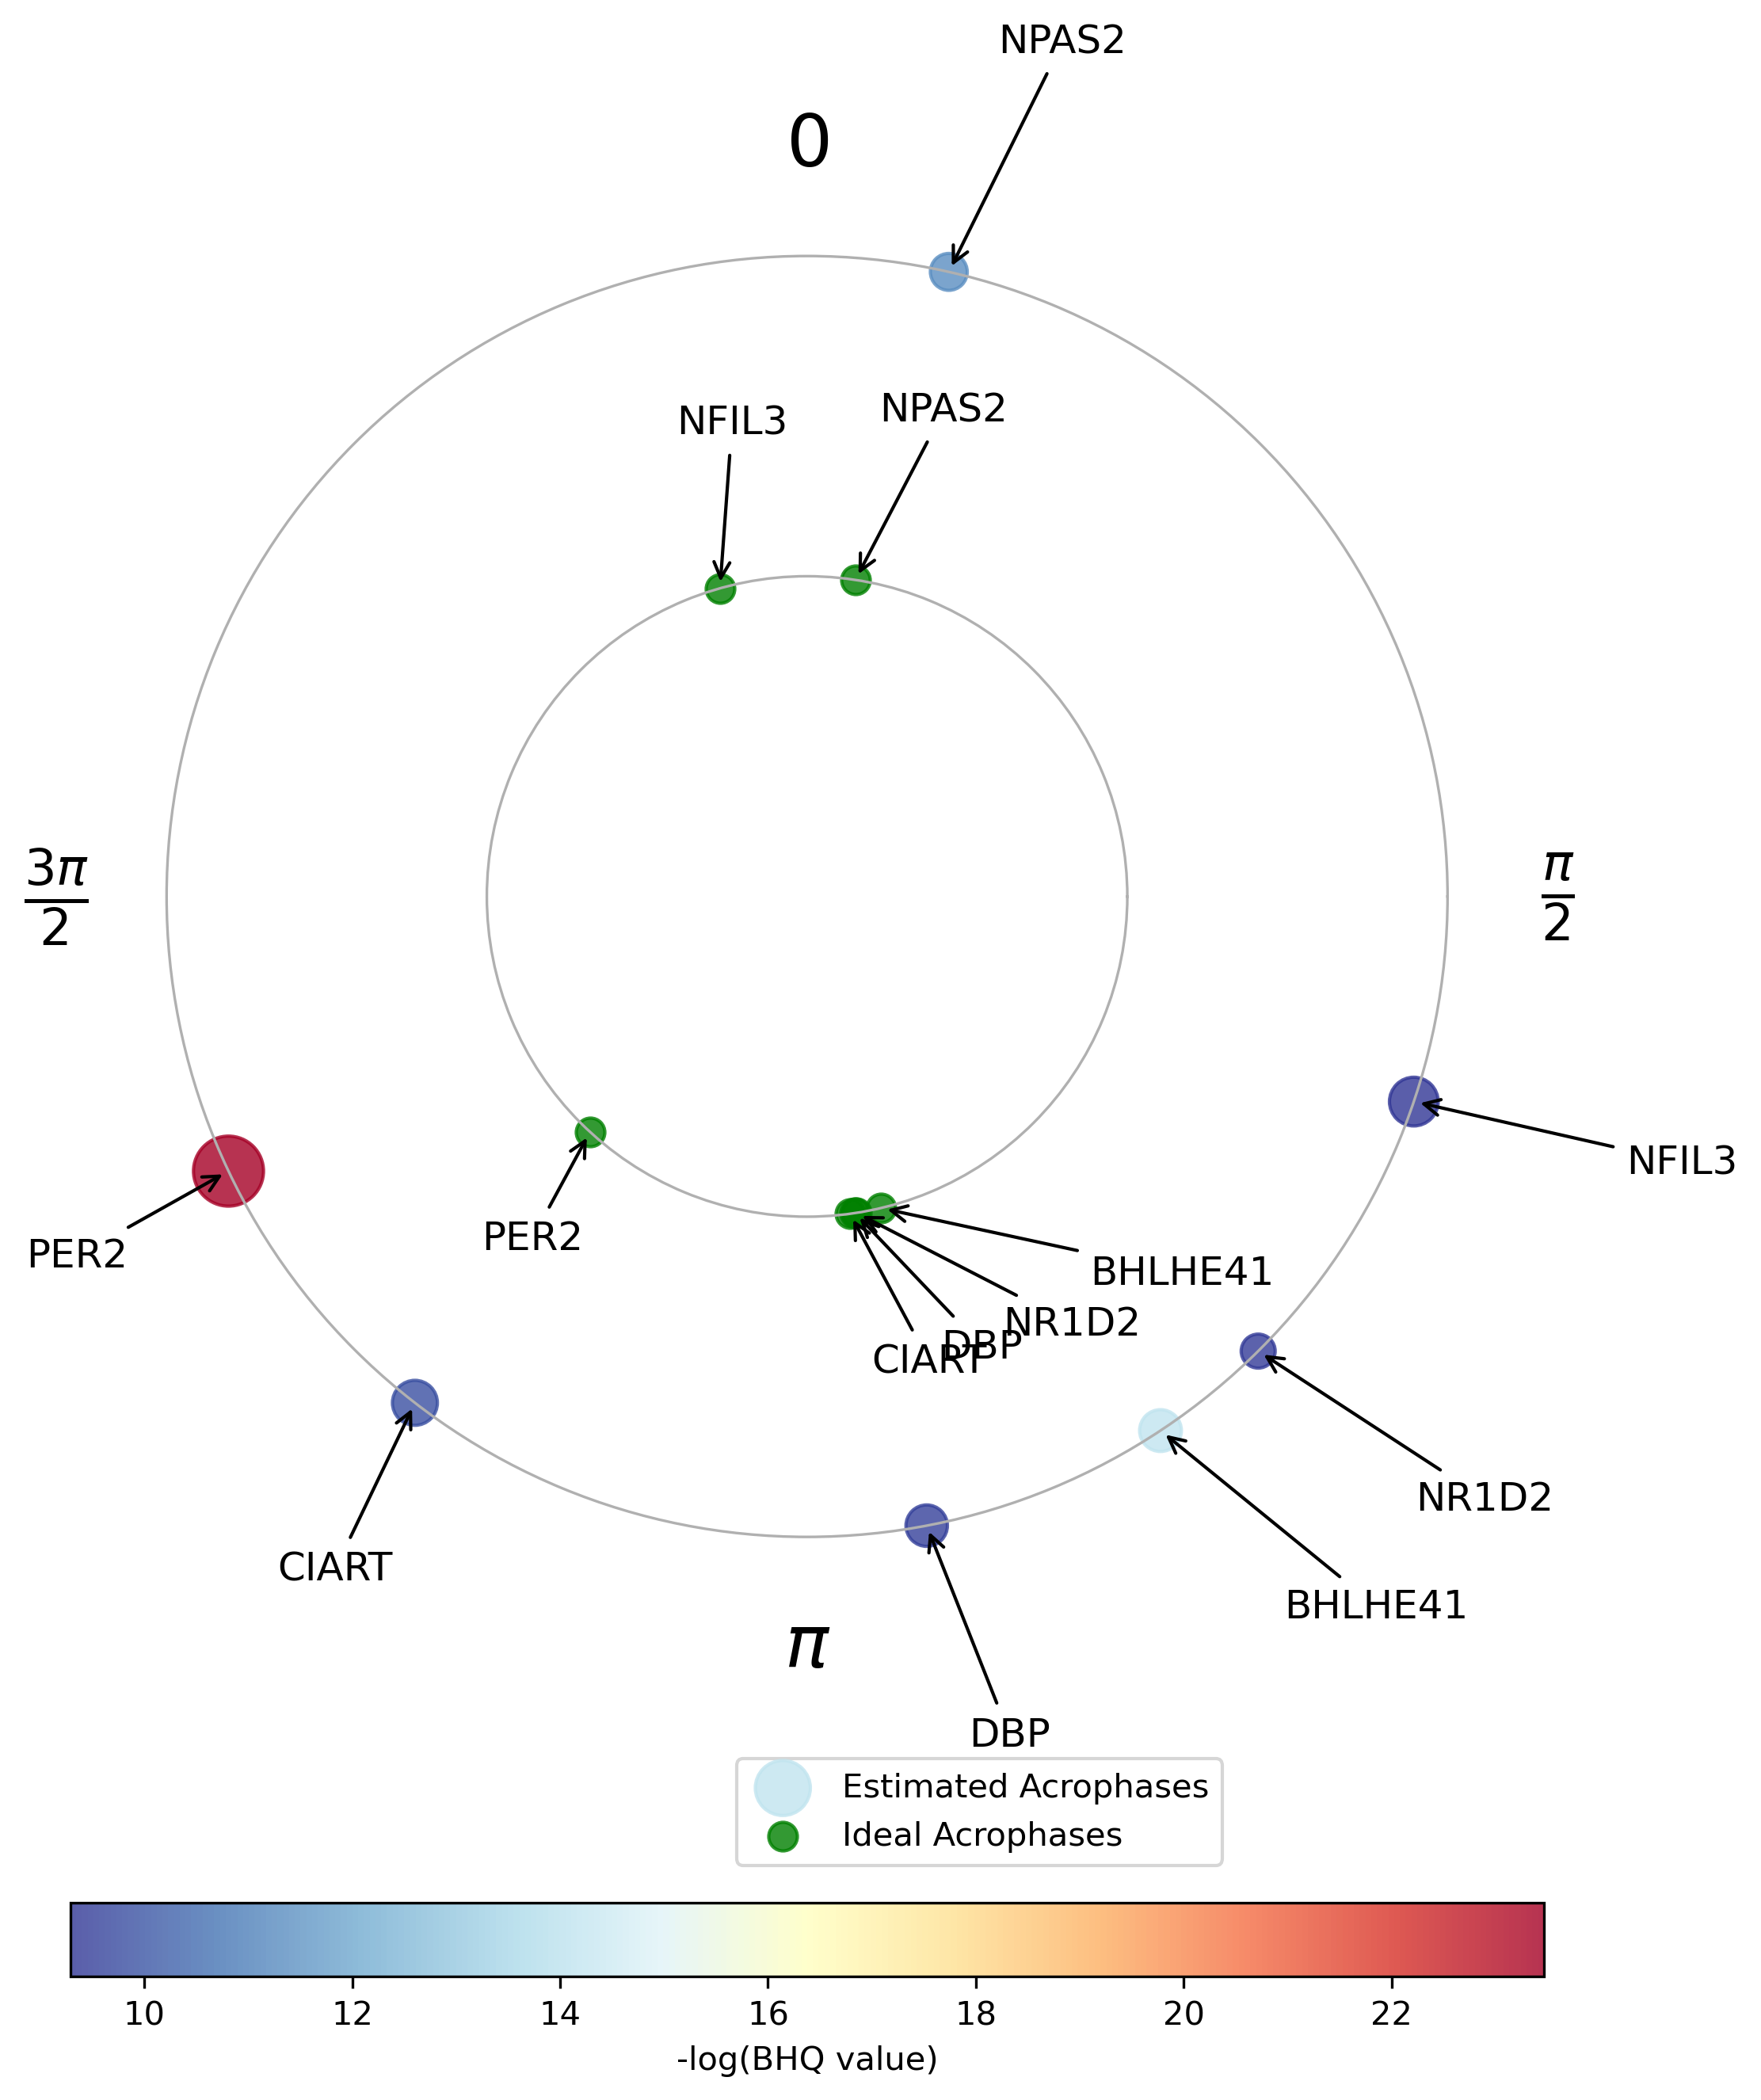 NPAS2
0
NFIL3
NPAS2
3π/2
π/2
NFIL3
PER2
PER2
BHLHE41
NR1D2
DBP
CIART
NR1D2
CIART
BHLHE41
π
DBP
Estimated Acrophases
Ideal Acrophases
10 12 14 16 18 20 22
-log(BHQ value)